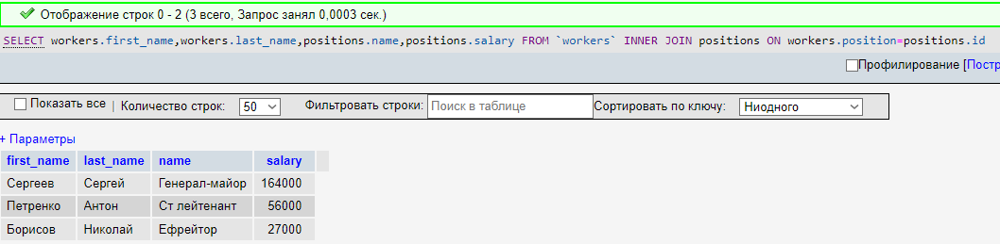 Отображение строк 0 - 2 (3 всего, Запрос занял 0,0003 сек.)
SELECT workers.first_name,workers.last_name,positions.name,positions.salary FROM `workers` INNER JOIN positions ON workers.position=positions.id
Профилирование [Постр
Показать все | Количество строк: 50 Фильтровать строки: Поиск в таблице Сортировать по ключу: Ниодного
+ Параметры
first_name last_name name salary
Сергеев Сергей Генерал-майор 164000
Петренко Антон Ст лейтенант 56000
Борисов Николай Ефрейтор 27000